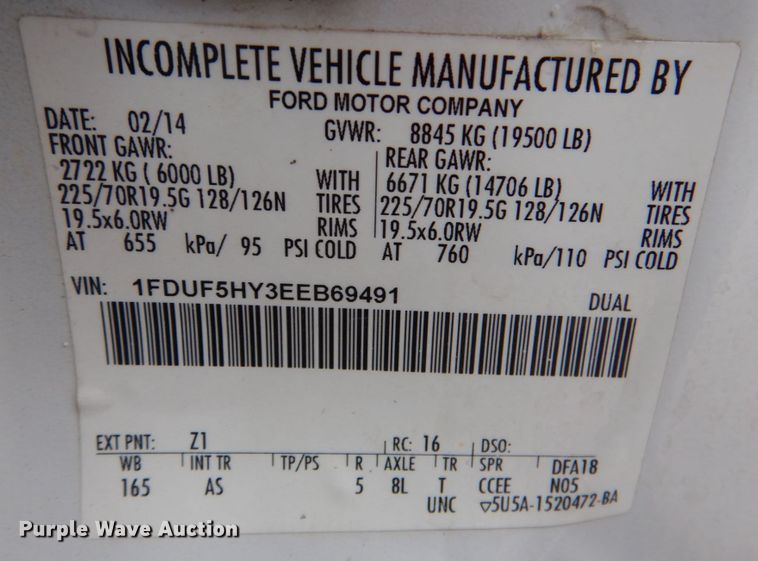 INCOMPLETE VEHICLE MANUFACTURED BY
FORD MOTOR COMPANY
DATE: 02/14 GVWR: 8845 KG (19500 LB)
FRONT GAWR: REAR GAWR:
2722 KG ( 6000 LB) WITH 6671 KG (14706 LB) WITH
225/70R19.5G 128/126N TIRES 225/70R19.5G 128/126N TIRES
19.5x6.0RW RIMS 19.5x6.0RW RIMS
AT 655 kPa/ 95 PSI COLD AT 760 kPa/110 PSI COLD
VIN: 1FDUF5HY3EEB69491 DUAL
EXT PNT: Z1 RC: 16 DSO:
WB INT TR TP/PS R AXLE TR SPR DFA18
165 AS 5 8L T CCEE N05
UNC ▽5U5A-1520472-BA
Purple Wave Auction